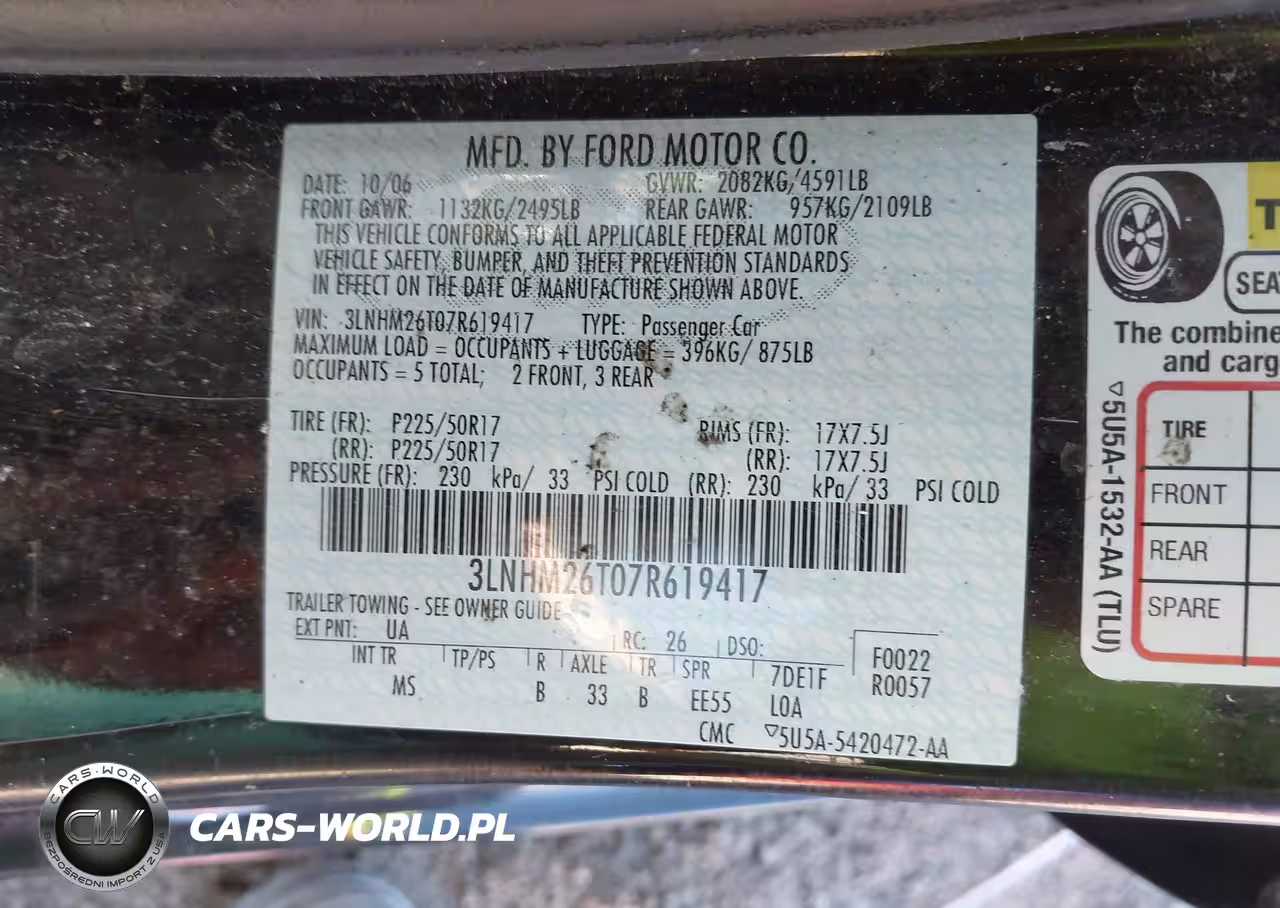 MFD. BY FORD MOTOR CO.
DATE: 10/06 GVWR: 2082KG/4591LB
FRONT GAWR: 1132KG/2495LB REAR GAWR: 957KG/2109LB
THIS VEHICLE CONFORMS TO ALL APPLICABLE FEDERAL MOTOR
VEHICLE SAFETY, BUMPER, AND THEFT PREVENTION STANDARDS
IN EFFECT ON THE DATE OF MANUFACTURE SHOWN ABOVE.
VIN: 3LNHM26T07R619417 TYPE: Passenger Car
MAXIMUM LOAD = OCCUPANTS + LUGGAGE = 396KG/ 875LB
OCCUPANTS = 5 TOTAL; 2 FRONT, 3 REAR
TIRE (FR): P225/50R17 RIMS (FR): 17X7.5J
(RR): P225/50R17 (RR): 17X7.5J
PRESSURE (FR): 230 kPa/ 33 PSI COLD (RR): 230 kPa/ 33 PSI COLD
3LNHM26T07R619417
TRAILER TOWING - SEE OWNER GUIDE
EXT PNT: UA RC: 26 DSO: F0022
INT TR TP/PS R AXLE TR SPR 7DE1F R0057
MS B 33 B EE55 LOA
CMC ▽5U5A-5420472-AA
T
SEA
The combine
and carg
TIRE
FRONT
REAR
SPARE
▽5U5A-1532-AA (TLU)
CARS-WORLD
CW
BEZPOŚREDNI IMPORT Z USA
CARS-WORLD.PL